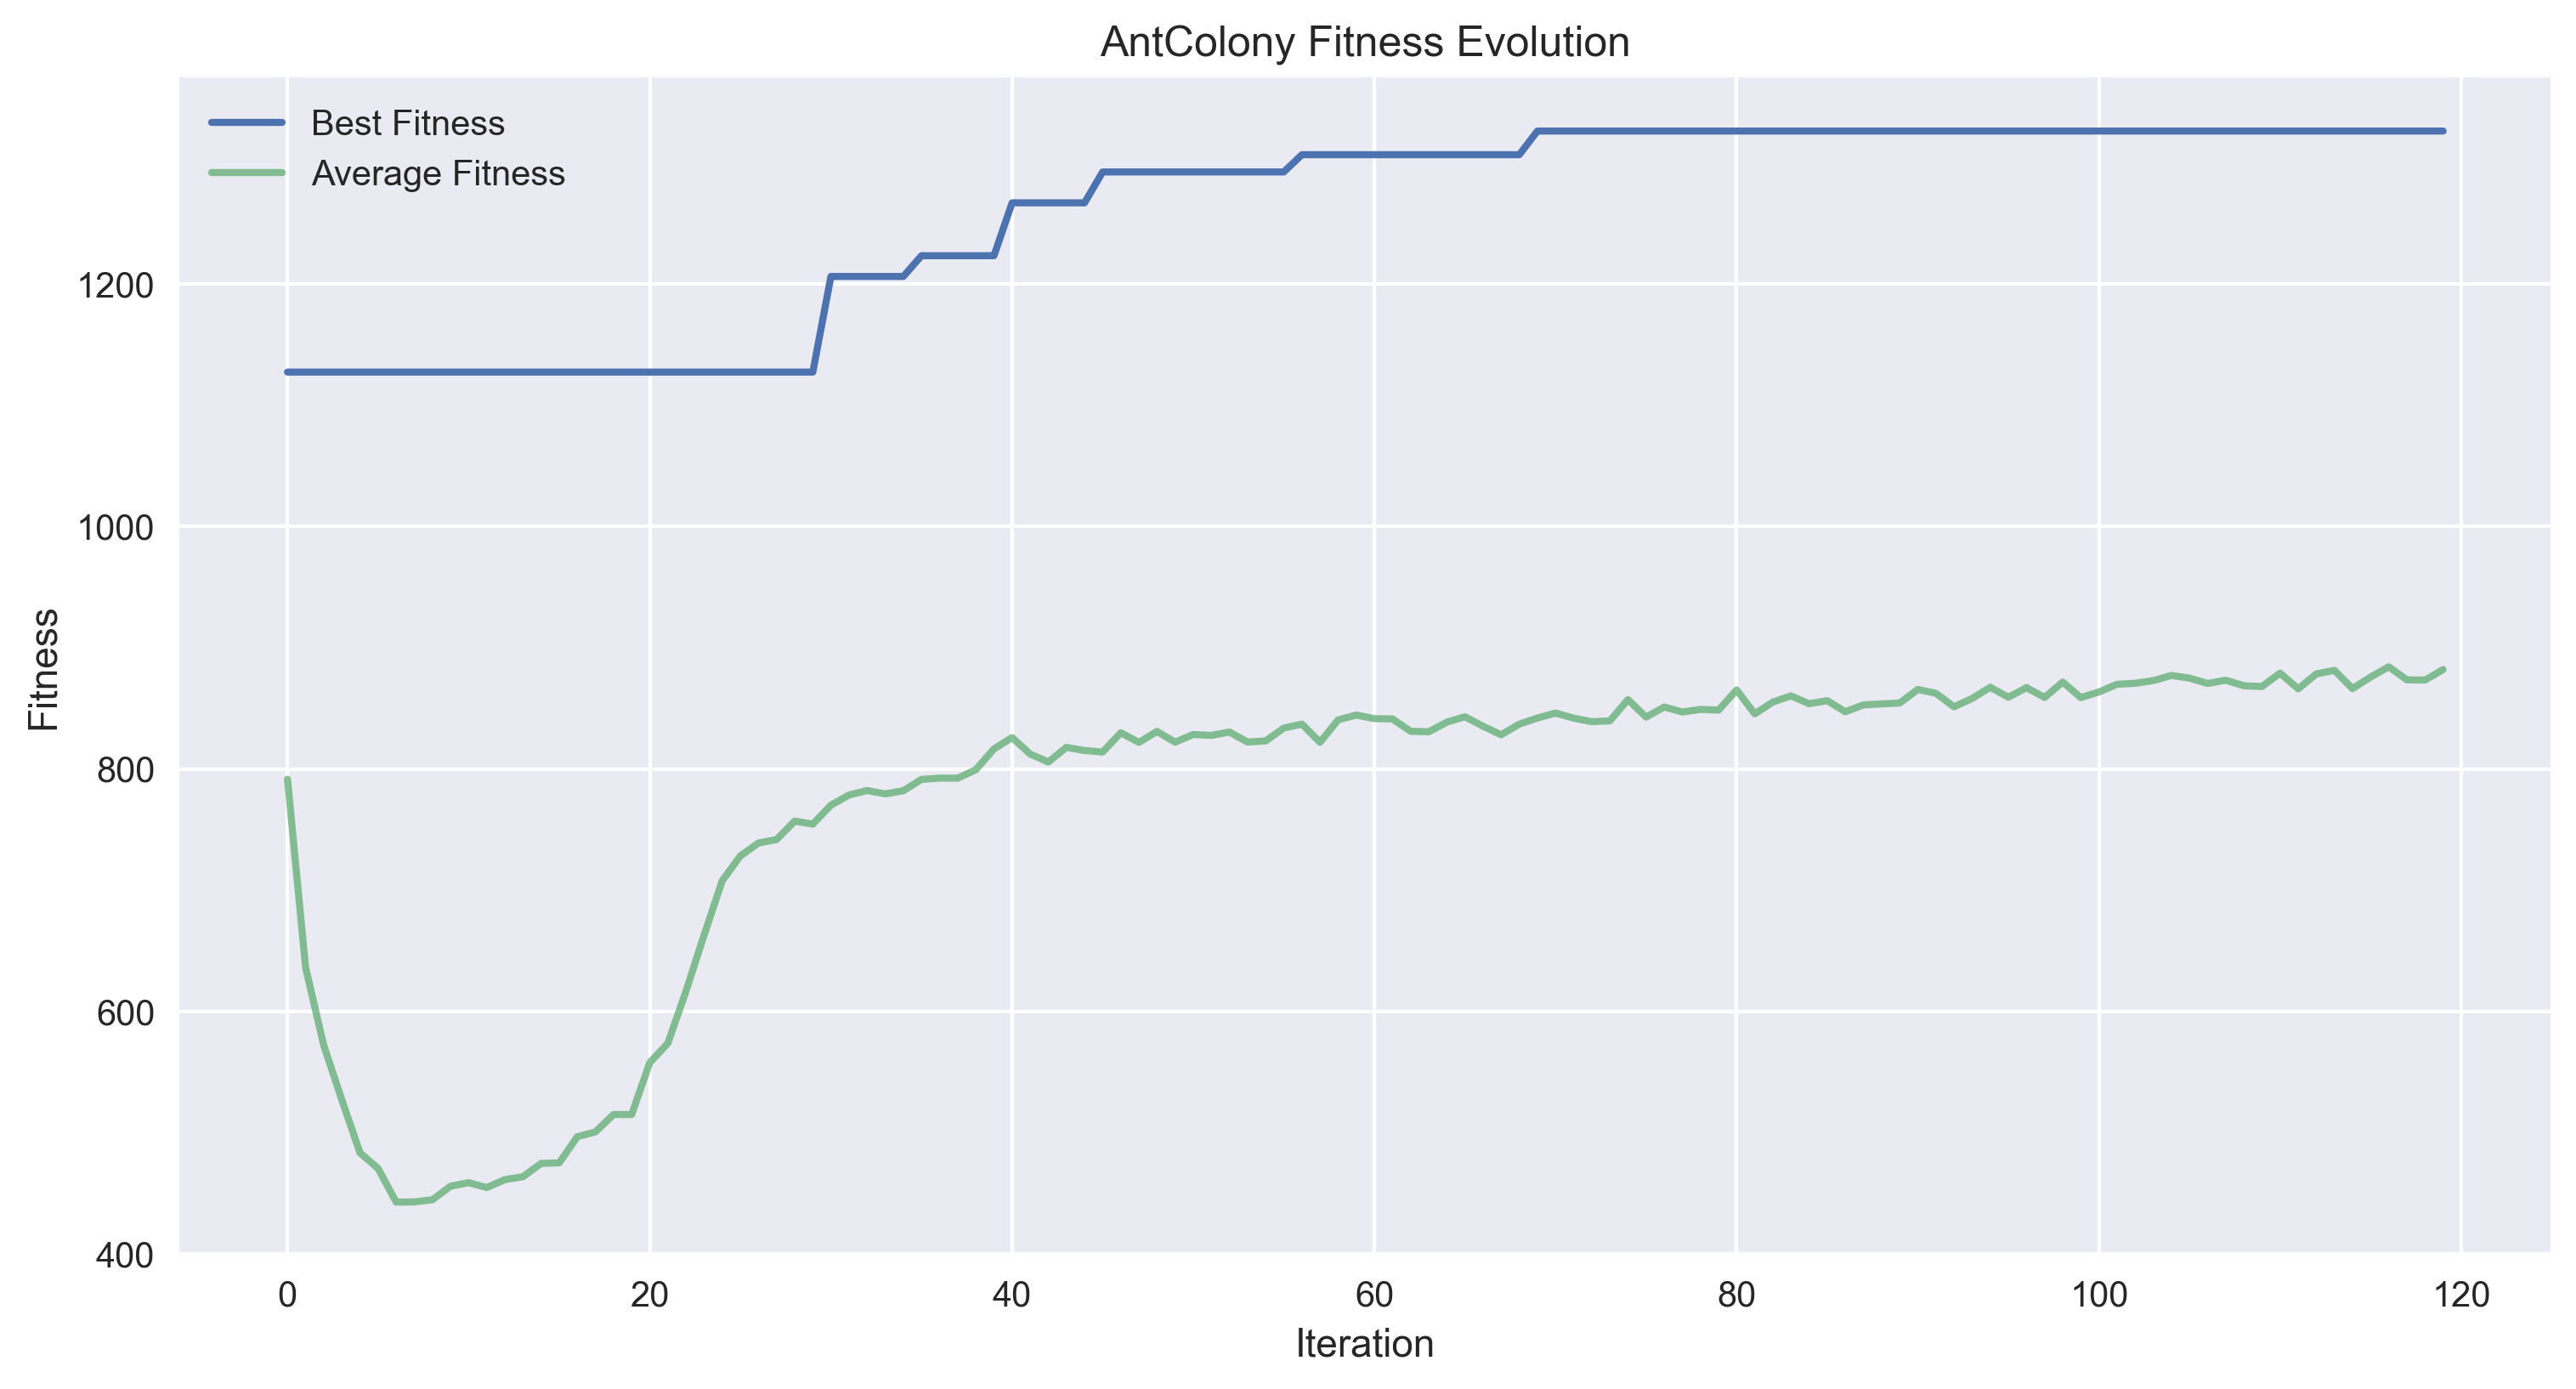 AntColony Fitness Evolution
Best Fitness
Average Fitness
Fitness
1200
1000
800
600
400
0 20 40 60 80 100 120
Iteration